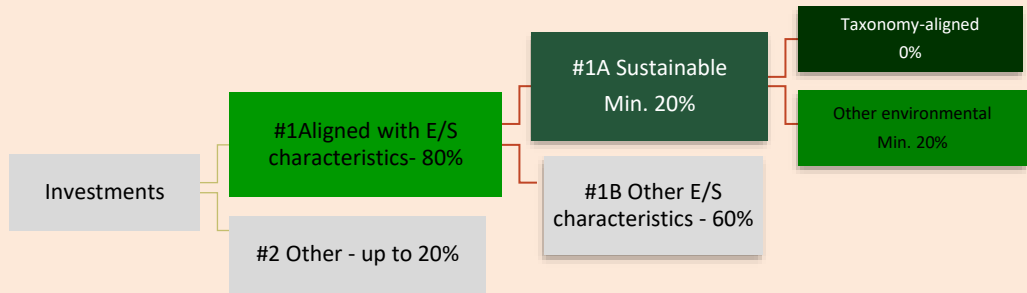 Investments
#1Aligned with E/S
characteristics- 80%
#2 Other - up to 20%
#1A Sustainable
Min. 20%
#1B Other E/S
characteristics - 60%
Taxonomy-aligned
0%
Other environmental
Min. 20%